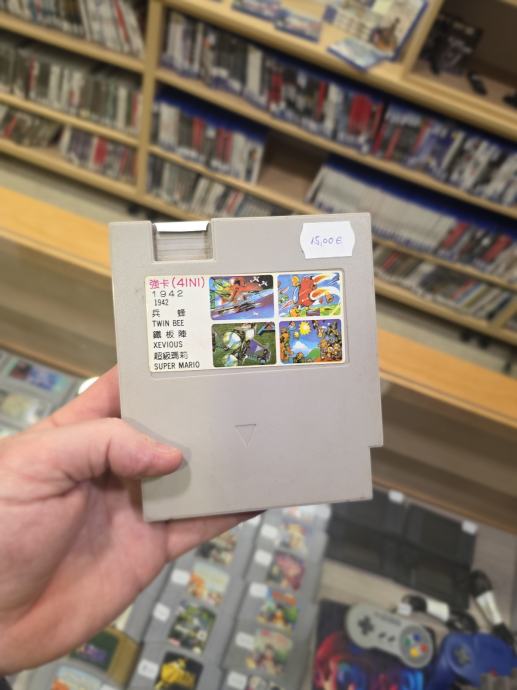 15,00€
強卡(4IN1)
1942
1942
兵 蜂
TWIN BEE
鐵板陣
XEVIOUS
超級瑪莉
SUPER MARIO